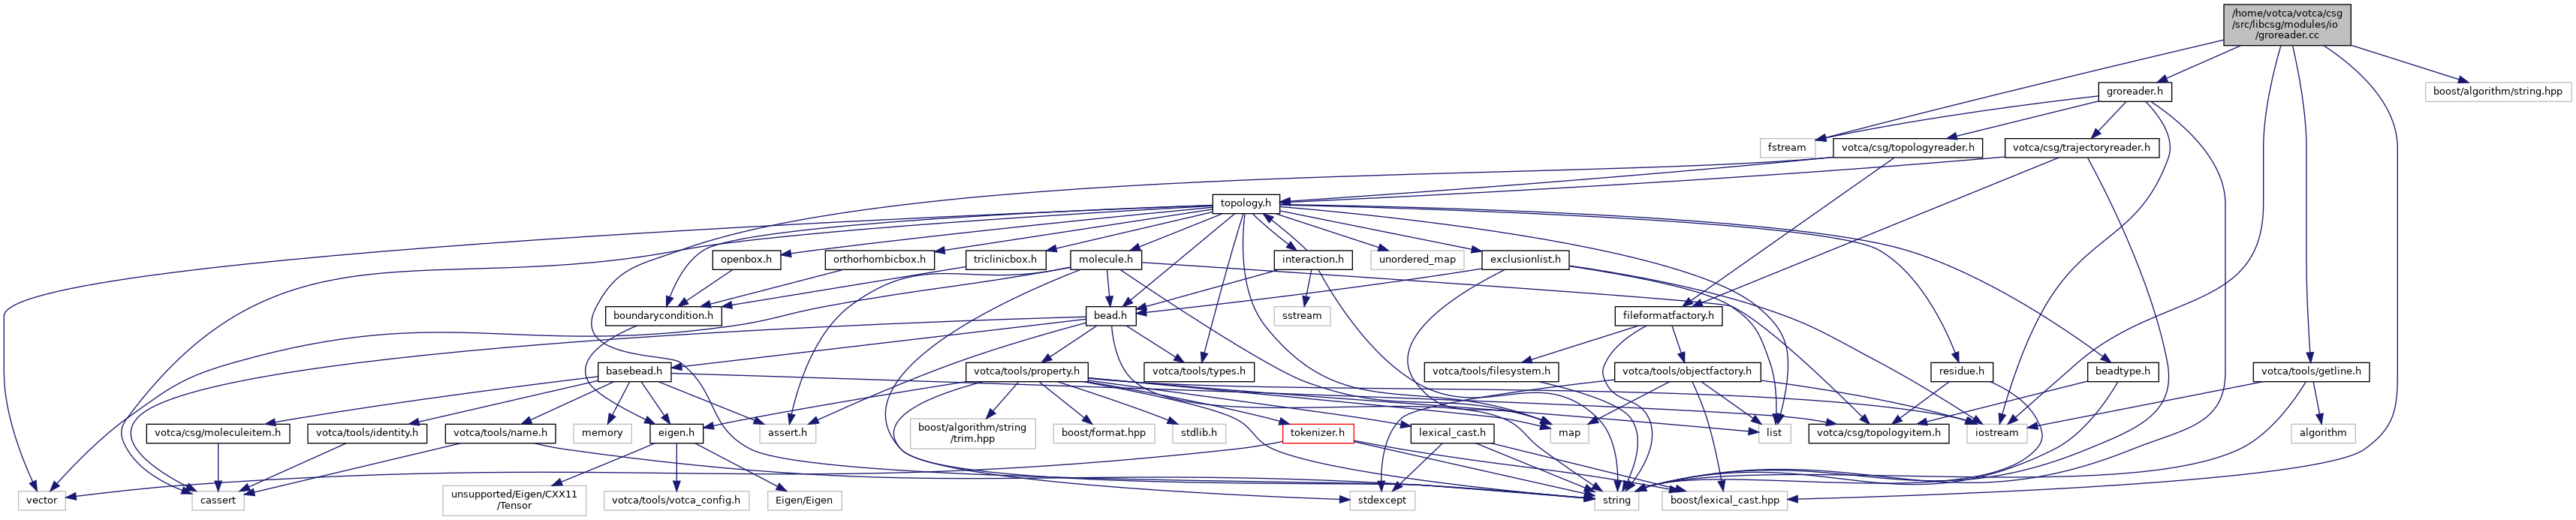 /home/votca/votca/csg
/src/libcsg/modules/io
/groreader.cc
groreader.h
boost/algorithm/string.hpp
fstream
votca/csg/topologyreader.h
votca/csg/trajectoryreader.h
topology.h
openbox.h
orthorhombicbox.h
triclinicbox.h
molecule.h
interaction.h
unordered_map
exclusionlist.h
boundarycondition.h
bead.h
sstream
fileformatfactory.h
basebead.h
votca/tools/property.h
votca/tools/types.h
votca/tools/filesystem.h
votca/tools/objectfactory.h
residue.h
beadtype.h
votca/tools/getline.h
votca/csg/moleculeitem.h
votca/tools/identity.h
votca/tools/name.h
memory
eigen.h
assert.h
boost/algorithm/string
/trim.hpp
boost/format.hpp
stdlib.h
tokenizer.h
lexical_cast.h
map
list
votca/csg/topologyitem.h
iostream
algorithm
vector
cassert
unsupported/Eigen/CXX11
/Tensor
votca/tools/votca_config.h
Eigen/Eigen
stdexcept
string
boost/lexical_cast.hpp